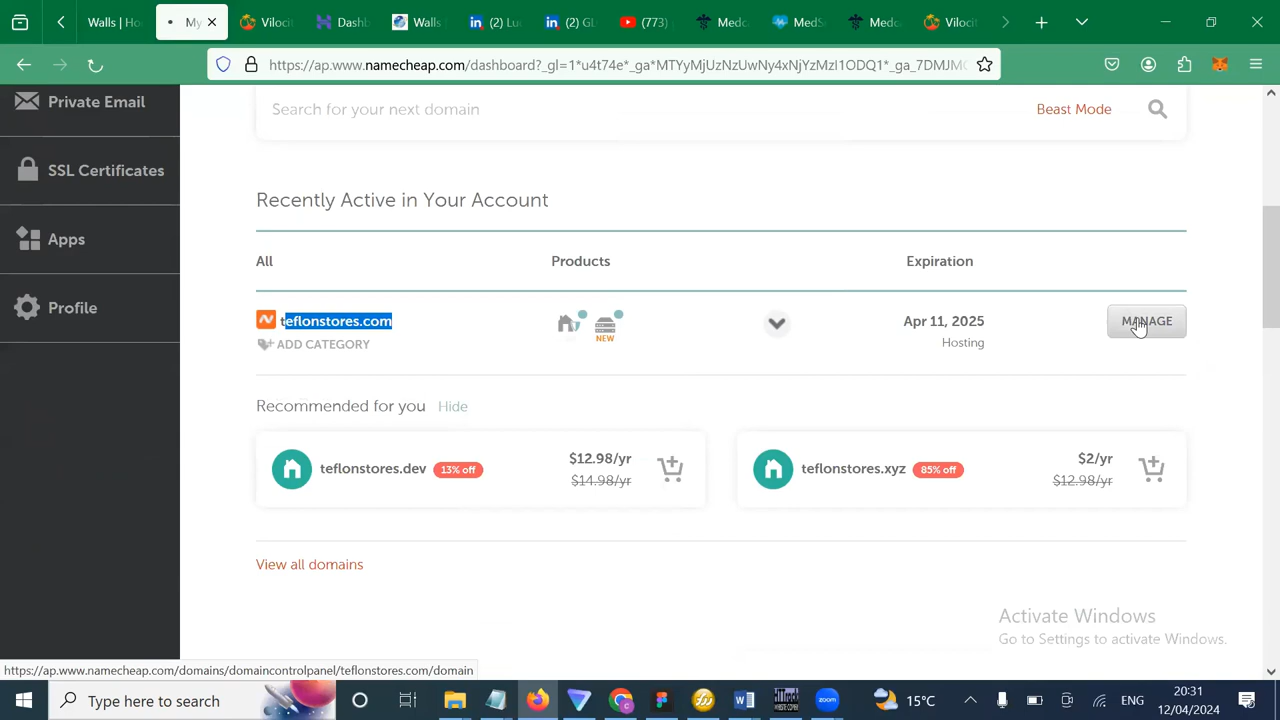 Walls | Ho
My
Viloci
Dashb
Walls
(2) Lu
(2) GL
(773)
Medc
MedS
Medc
Viloci
https://ap.www.namecheap.com/dashboard?_gl=1*u4t74e*_ga*MTYyMjUzNzUwNy4xNjYzMzI1ODQ1*_ga_7DMJMG
Private Email
SSL Certificates
Apps
Profile
Search for your next domain
Beast Mode
Recently Active in Your Account
All Products Expiration
teflonstores.com
NEW
Apr 11, 2025
MANAGE
ADD CATEGORY
Hosting
Recommended for you Hide
teflonstores.dev 13% off $12.98/yr
$14.98/yr
teflonstores.xyz 85% off $2/yr
$12.98/yr
View all domains
Activate Windows
Go to Settings to activate Windows.
https://ap.www.namecheap.com/domains/domaincontrolpanel/teflonstores.com/domain
Type here to search
15°C
ENG
20:31
12/04/2024